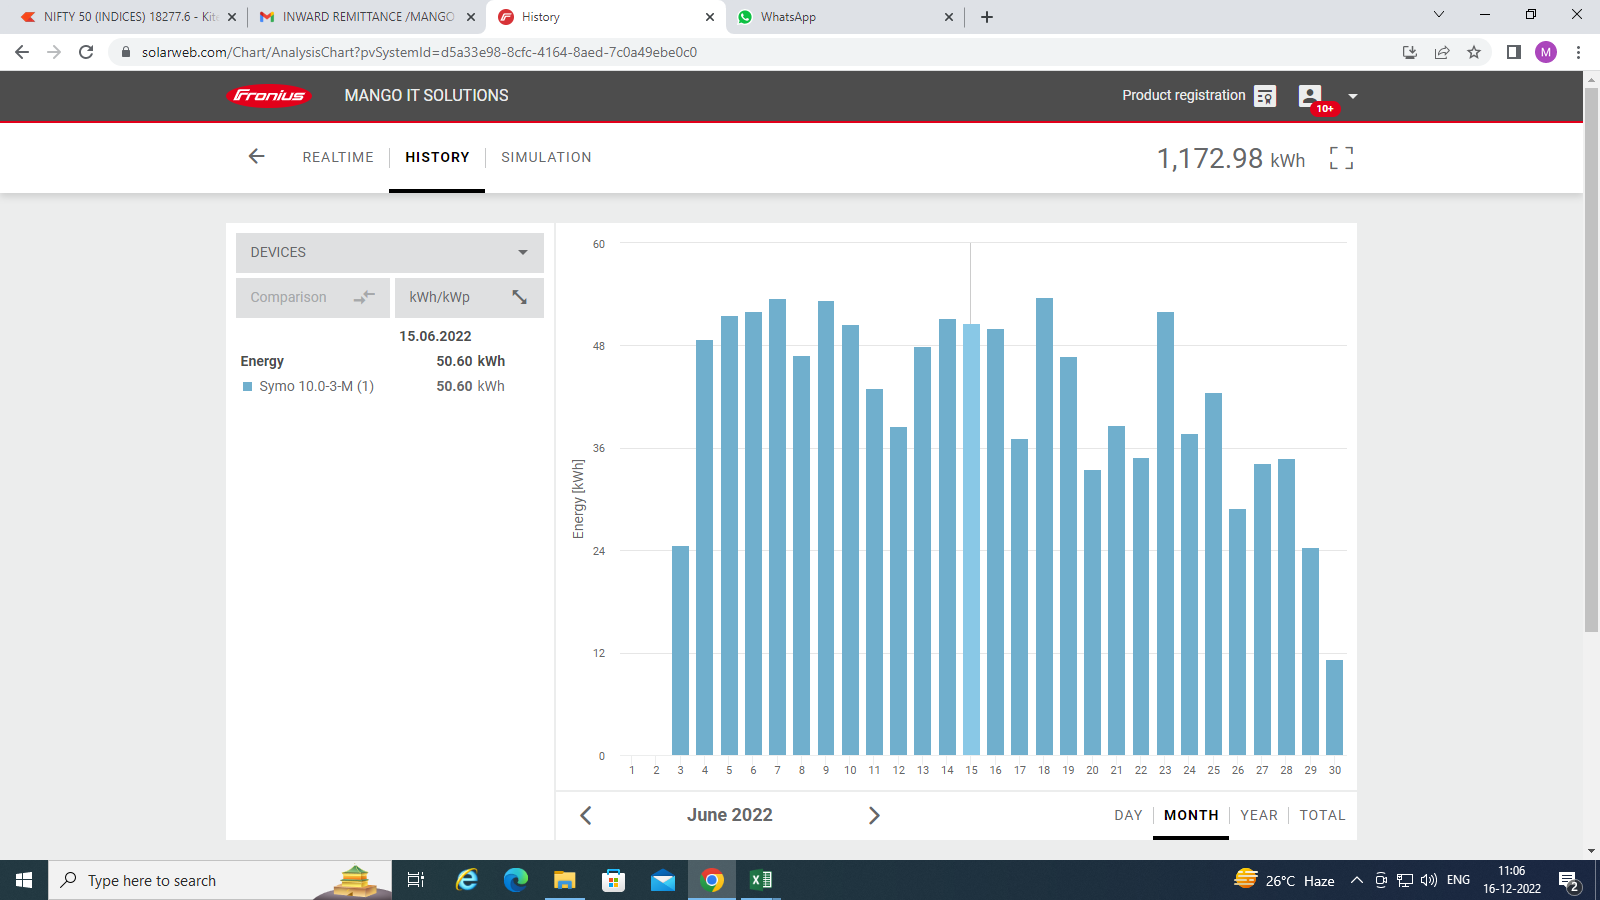 NIFTY 50 (INDICES) 18277.6 - Kit
INWARD REMITTANCE /MANGO
History
WhatsApp
solarweb.com/Chart/AnalysisChart?pvSystemId=d5a33e98-8cfc-4164-8aed-7c0a49ebe0c0
M
Fronius
MANGO IT SOLUTIONS
Product registration
10+
REALTIME
HISTORY
SIMULATION
1,172.98 kWh
DEVICES
Comparison
kWh/kWp
15.06.2022
Energy 50.60 kWh
Symo 10.0-3-M (1) 50.60 kWh
Energy [kWh]
60
48
36
24
12
0
1 2 3 4 5 6 7 8 9 10 11 12 13 14 15 16 17 18 19 20 21 22 23 24 25 26 27 28 29 30
June 2022
DAY MONTH YEAR TOTAL
Type here to search
26°C Haze
ENG
11:06
16-12-2022
2